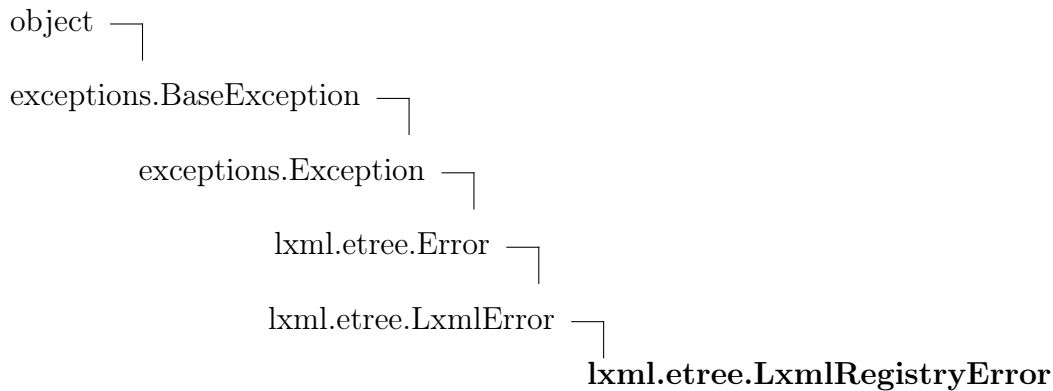 object
exceptions.BaseException
exceptions.Exception
lxml.etree.Error
lxml.etree.LxmlError
lxml.etree.LxmlRegistryError